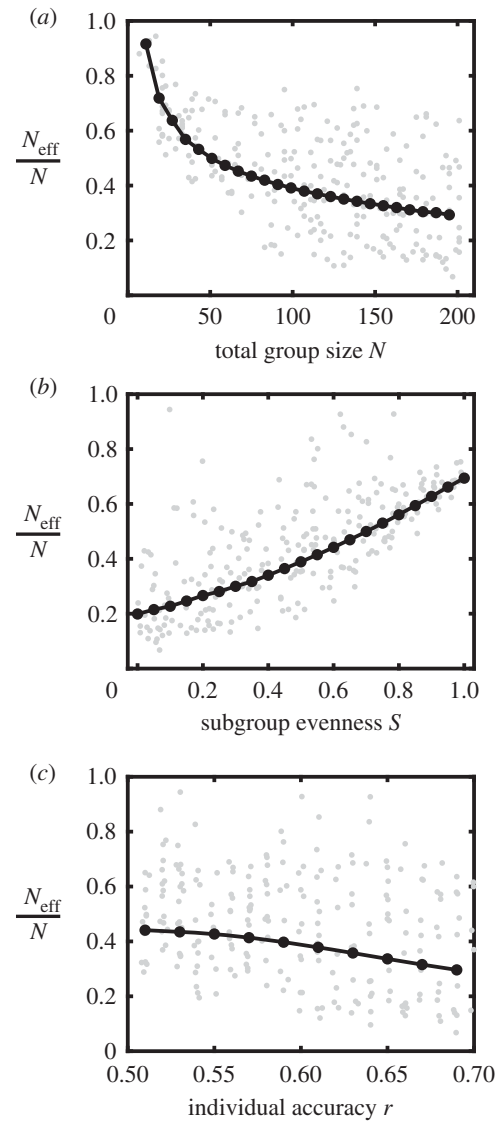 (a)
1.0
0.8
0.6
0.4
0.2
N_eff
N
0 50 100 150 200
total group size N
(b)
1.0
0.8
0.6
0.4
0.2
N_eff
N
0 0.2 0.4 0.6 0.8 1.0
subgroup evenness S
(c)
1.0
0.8
0.6
0.4
0.2
0
N_eff
N
0.50 0.55 0.60 0.65 0.70
individual accuracy r